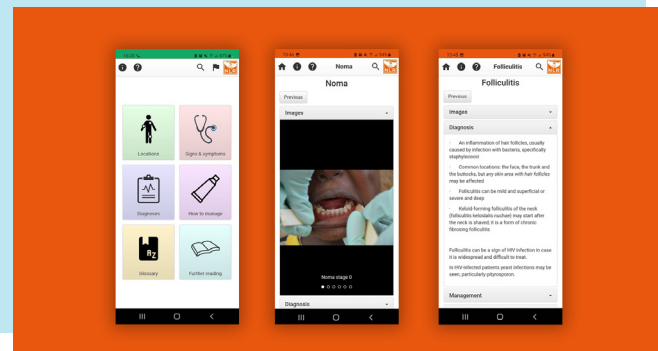 NLR
Locations
Signs & symptoms
Diagnoses
How to manage
A
Z
Glossary
Further reading
Noma
NLR
Noma
Previous
Images
Noma stage 0
Diagnosis
Folliculitis
NLR
Folliculitis
Previous
Images
Diagnosis
· An inflammation of hair follicles, usually
caused by infection with bacteria, specifically
staphylococci
· Common locations: the face, the trunk and
the buttocks, but any skin area with hair follicles
may be affected
· Folliculitis can be mild and superficial or
severe and deep
· Keloid-forming folliculitis of the neck
(folliculitis keloidalis nuchae) may start after
the neck is shaved; it is a form of chronic
fibrosing folliculitis
Folliculitis can be a sign of HIV infection in case
it is widespread and difficult to treat.
In HIV-infected patients yeast infections may be
seen, particularly pityrosporon.
Management